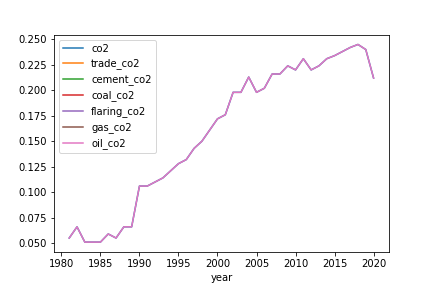 co2
trade_co2
cement_co2
coal_co2
flaring_co2
gas_co2
oil_co2
0.250
0.225
0.200
0.175
0.150
0.125
0.100
0.075
0.050
1980 1985 1990 1995 2000 2005 2010 2015 2020
year